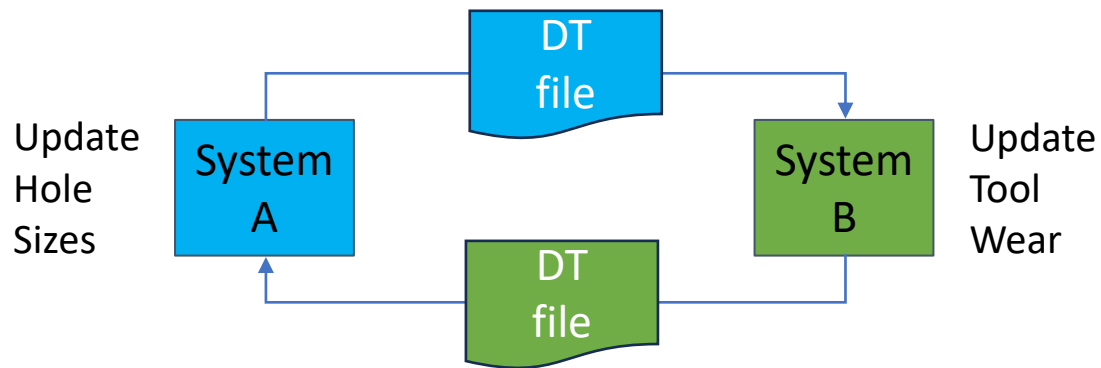 DT
file
Update
Hole
Sizes
System
A
System
B
Update
Tool
Wear
DT
file